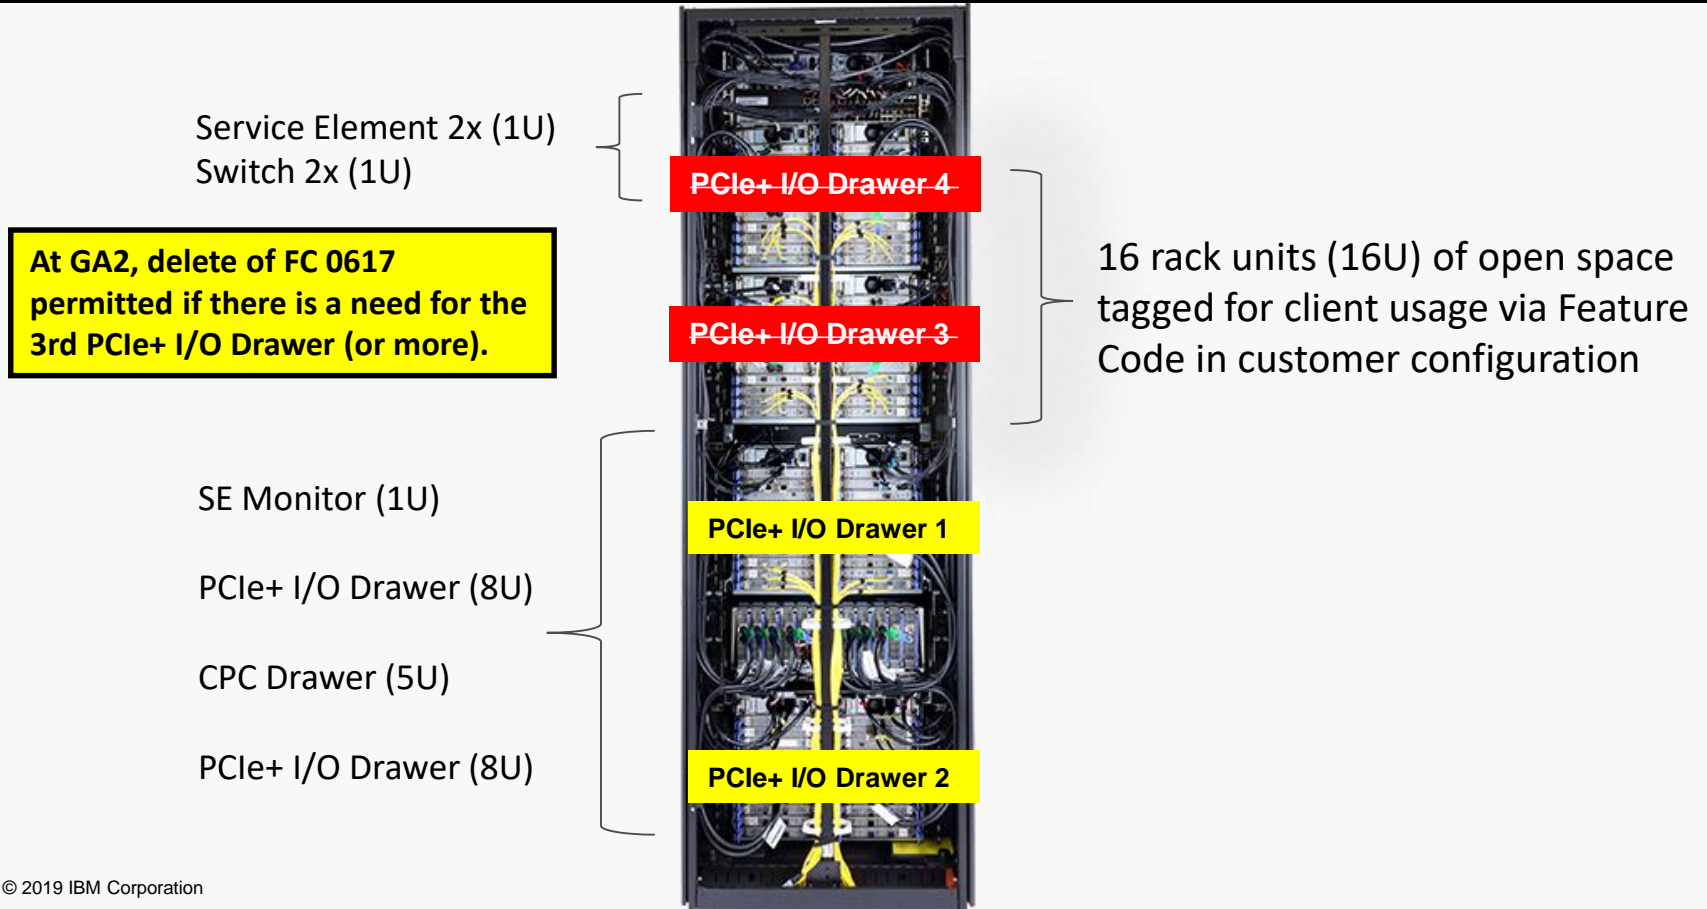 Service Element 2x (1U)
Switch 2x (1U)
At GA2, delete of FC 0617
permitted if there is a need for the
3rd PCIe+ I/O Drawer (or more).
SE Monitor (1U)
PCIe+ I/O Drawer (8U)
CPC Drawer (5U)
PCIe+ I/O Drawer (8U)
PCIe+ I/O Drawer 4
PCIe+ I/O Drawer 3
PCIe+ I/O Drawer 1
PCIe+ I/O Drawer 2
16 rack units (16U) of open space
tagged for client usage via Feature
Code in customer configuration
© 2019 IBM Corporation